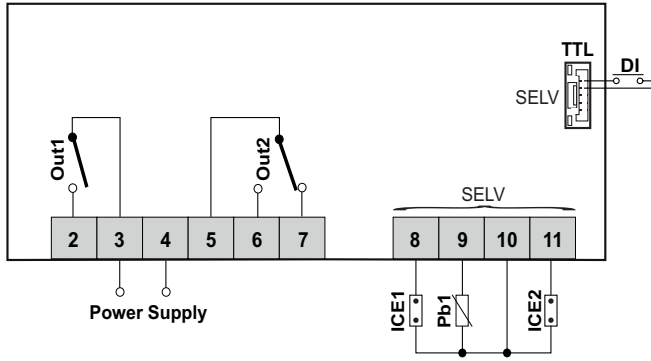 TTL
DI
SELV
Out1
Out2
SELV
2 3 4 5 6 7 8 9 10 11
Power Supply
ICE1
Pb1
ICE2